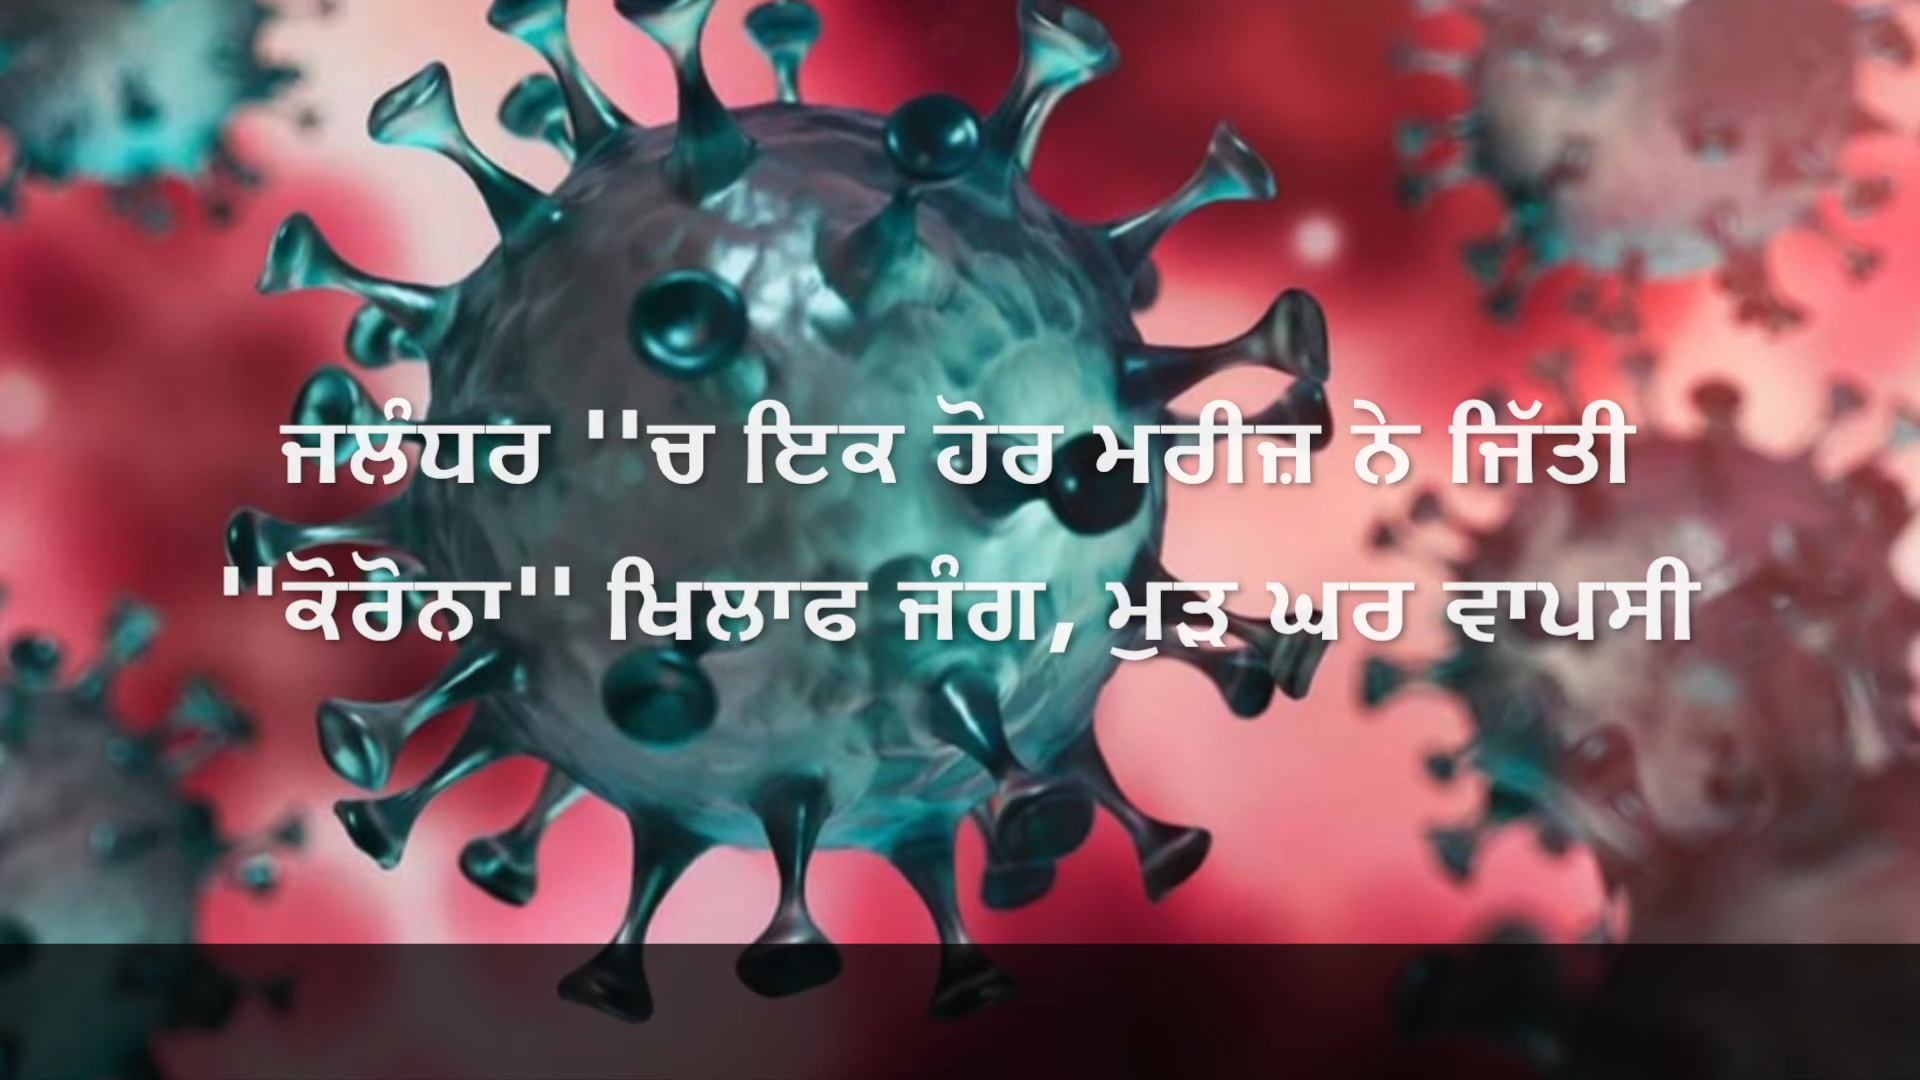 ਜਲੰਧਰ ''ਚ ਇਕ ਹੋਰ ਮਰੀਜ਼ ਨੇ ਜਿੱਤੀ
''ਕੋਰੋਨਾ'' ਖਿਲਾਫ ਜੰਗ, ਮੁੜ ਘਰ ਵਾਪਸੀ